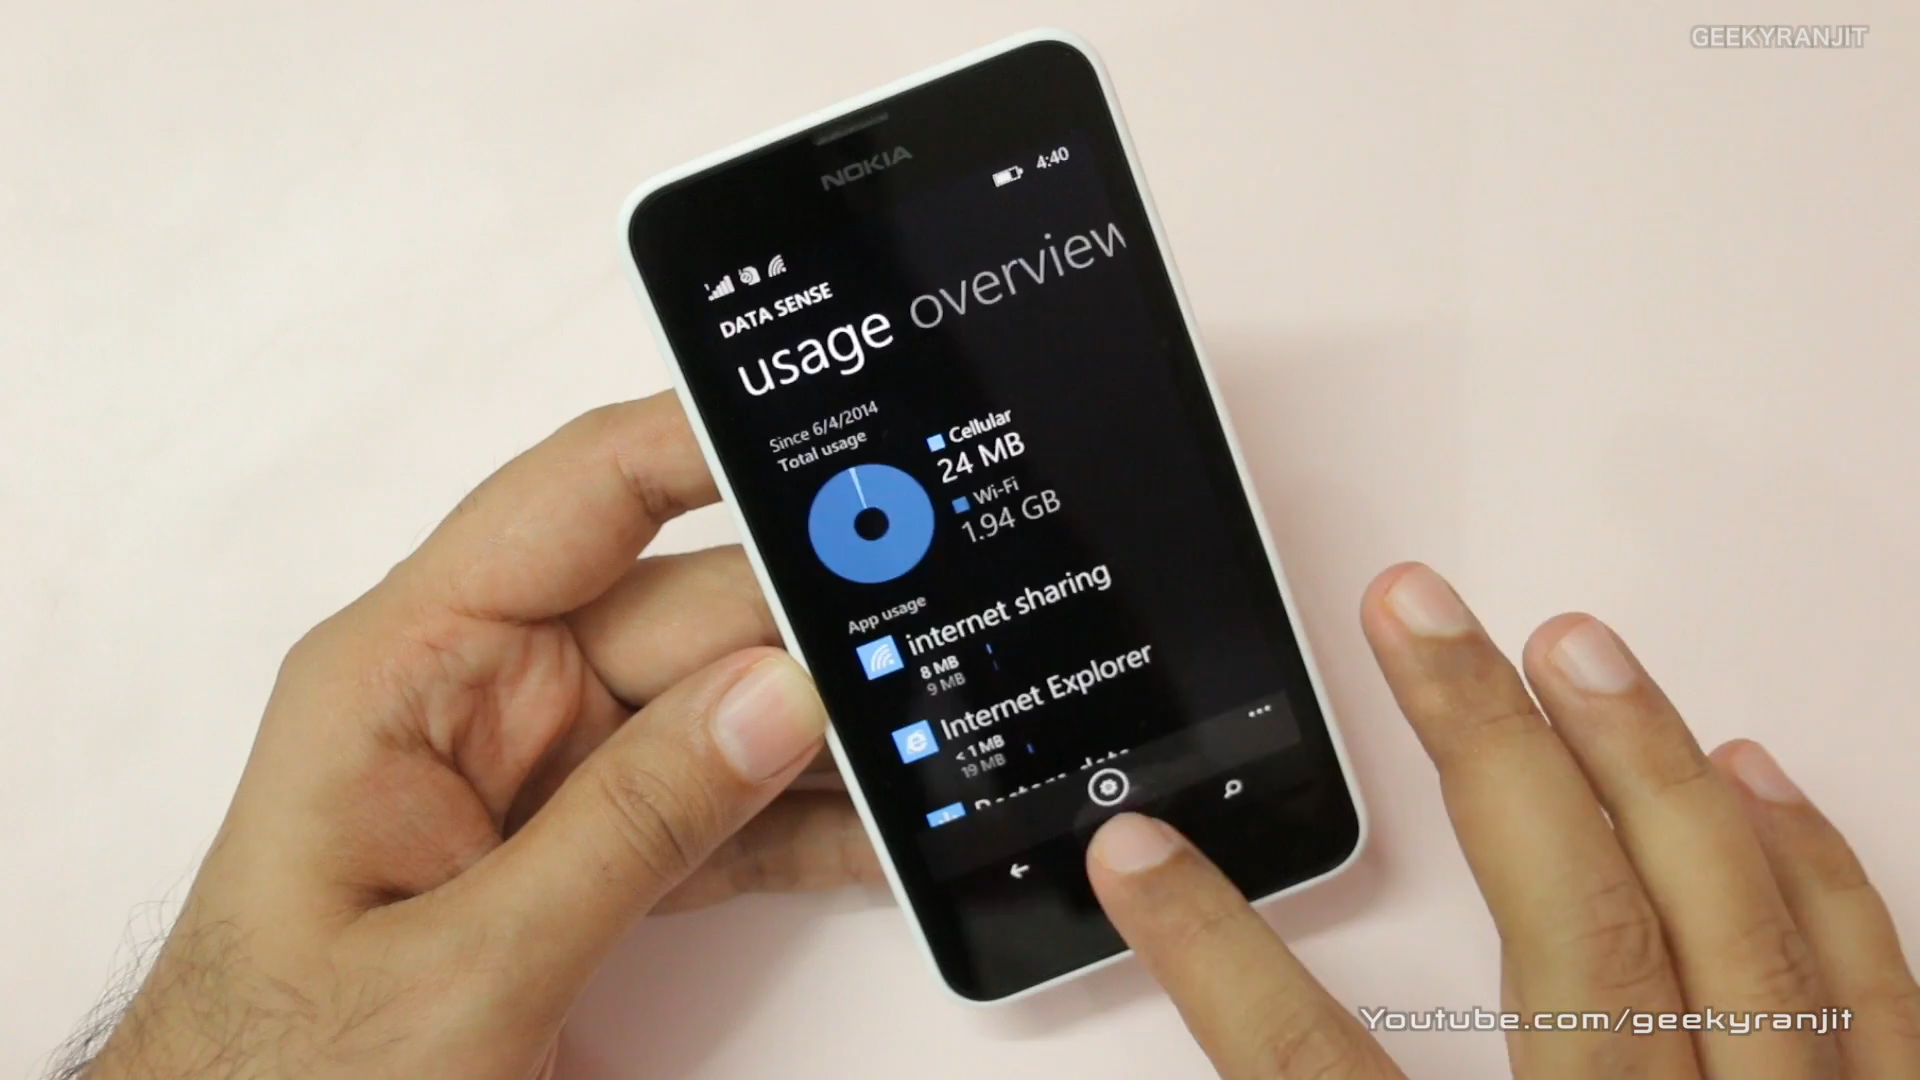 GEEKYRANJIT
NOKIA
4:40
DATA SENSE
usage overview
Since 6/4/2014
Total usage
Cellular
24 MB
Wi-Fi
1.94 GB
App usage
internet sharing
8 MB
9 MB
Internet Explorer
< 1 MB
19 MB
Youtube.com/geekyranjit